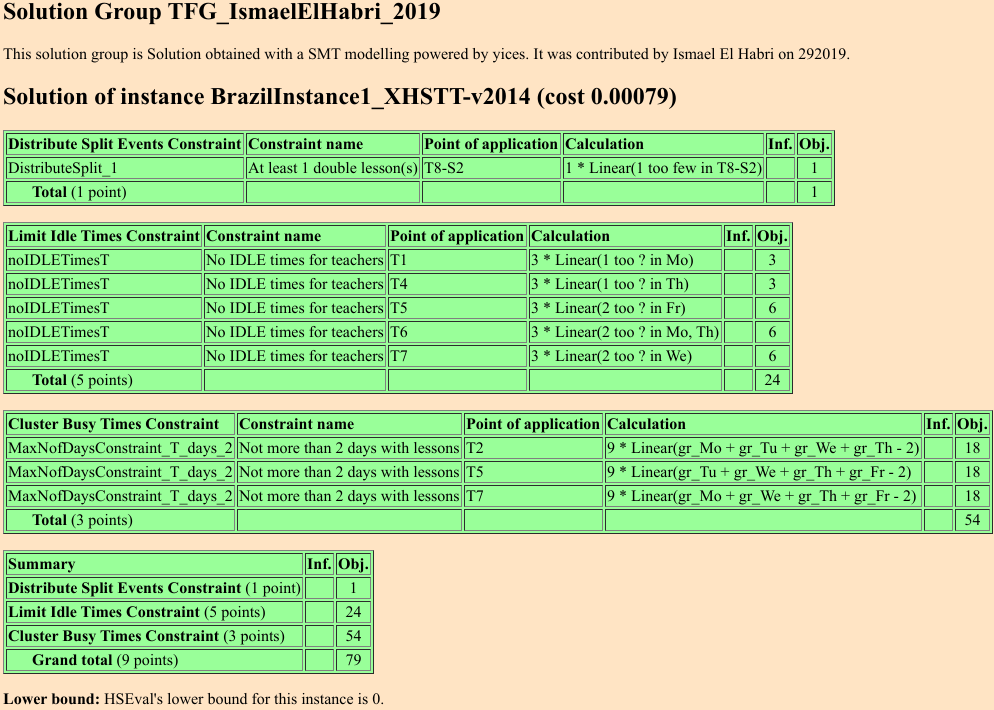 Solution Group TFG_IsmaelElHabri_2019
This solution group is Solution obtained with a SMT modelling powered by yices. It was contributed by Ismael El Habri on 292019.
Solution of instance BrazilInstance1_XHSTT-v2014 (cost 0.00079)
Distribute Split Events Constraint Constraint name Point of application Calculation Inf. Obj.
DistributeSplit_1 At least 1 double lesson(s) T8-S2 1 * Linear(1 too few in T8-S2) 1
Total (1 point) 1
Limit Idle Times Constraint Constraint name Point of application Calculation Inf. Obj.
noIDLETimesT No IDLE times for teachers T1 3 * Linear(1 too ? in Mo) 3
noIDLETimesT No IDLE times for teachers T4 3 * Linear(1 too ? in Th) 3
noIDLETimesT No IDLE times for teachers T5 3 * Linear(2 too ? in Fr) 6
noIDLETimesT No IDLE times for teachers T6 3 * Linear(2 too ? in Mo, Th) 6
noIDLETimesT No IDLE times for teachers T7 3 * Linear(2 too ? in We) 6
Total (5 points) 24
Cluster Busy Times Constraint Constraint name Point of application Calculation Inf. Obj.
MaxNofDaysConstraint_T_days_2 Not more than 2 days with lessons T2 9 * Linear(gr_Mo + gr_Tu + gr_We + gr_Th - 2) 18
MaxNofDaysConstraint_T_days_2 Not more than 2 days with lessons T5 9 * Linear(gr_Tu + gr_We + gr_Th + gr_Fr - 2) 18
MaxNofDaysConstraint_T_days_2 Not more than 2 days with lessons T7 9 * Linear(gr_Mo + gr_We + gr_Th + gr_Fr - 2) 18
Total (3 points) 54
Summary Inf. Obj.
Distribute Split Events Constraint (1 point) 1
Limit Idle Times Constraint (5 points) 24
Cluster Busy Times Constraint (3 points) 54
Grand total (9 points) 79
Lower bound: HSEval's lower bound for this instance is 0.